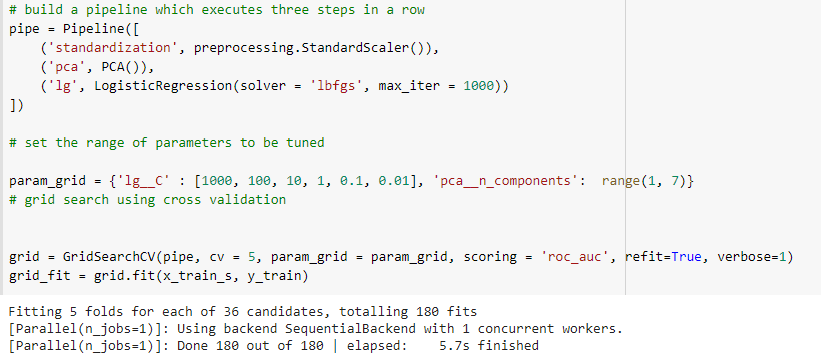 # build a pipeline which executes three steps in a row
pipe = Pipeline([
    ('standardization', preprocessing.StandardScaler()),
    ('pca', PCA()),
    ('lg', LogisticRegression(solver = 'lbfgs', max_iter = 1000))
])
# set the range of parameters to be tuned
param_grid = {'lg__C' : [1000, 100, 10, 1, 0.1, 0.01], 'pca__n_components':  range(1, 7)}
# grid search using cross validation
grid = GridSearchCV(pipe, cv = 5, param_grid = param_grid, scoring = 'roc_auc', refit=True, verbose=1)
grid_fit = grid.fit(x_train_s, y_train)
Fitting 5 folds for each of 36 candidates, totalling 180 fits
[Parallel(n_jobs=1)]: Using backend SequentialBackend with 1 concurrent workers.
[Parallel(n_jobs=1)]: Done 180 out of 180 | elapsed:    5.7s finished